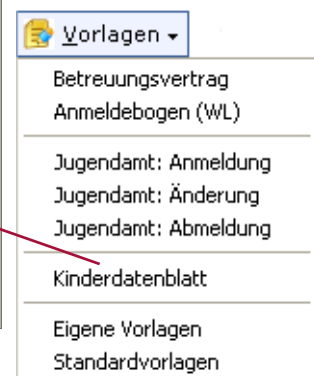 Vorlagen
Betreuungsvertrag
Anmeldebogen (WL)
Jugendamt: Anmeldung
Jugendamt: Änderung
Jugendamt: Abmeldung
Kinderdatenblatt
Eigene Vorlagen
Standardvorlagen